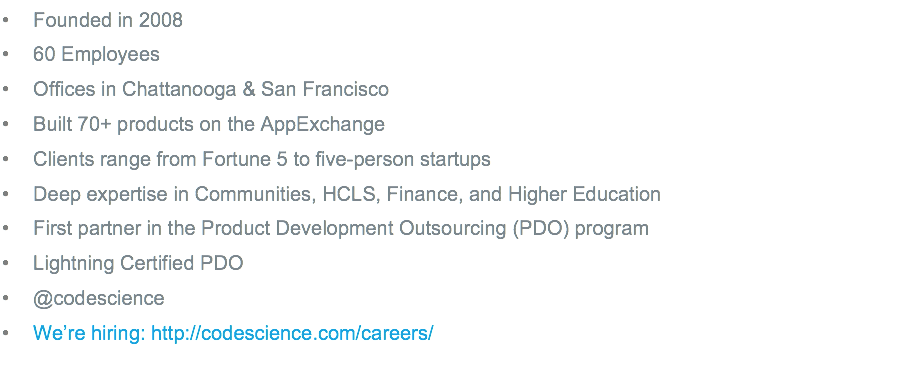 • Founded in 2008
• 60 Employees
• Offices in Chattanooga & San Francisco
• Built 70+ products on the AppExchange
• Clients range from Fortune 5 to five-person startups
• Deep expertise in Communities, HCLS, Finance, and Higher Education
• First partner in the Product Development Outsourcing (PDO) program
• Lightning Certified PDO
• @codescience
• We’re hiring: http://codescience.com/careers/